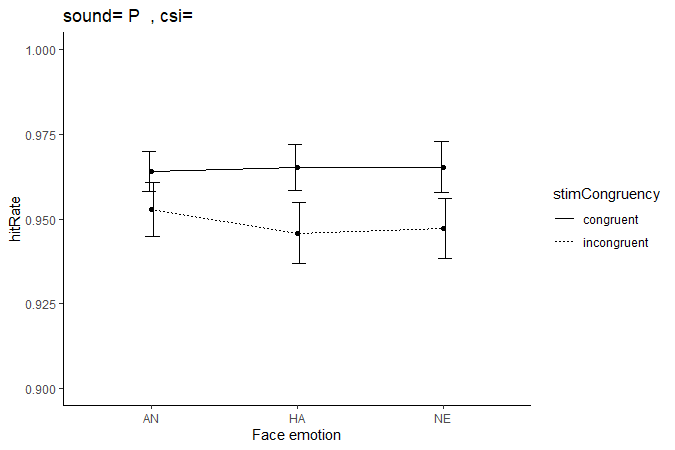 sound= P , csi=
1.000
0.975
0.950
0.925
0.900
hitRate
AN HA NE
Face emotion
stimCongruency
congruent
incongruent